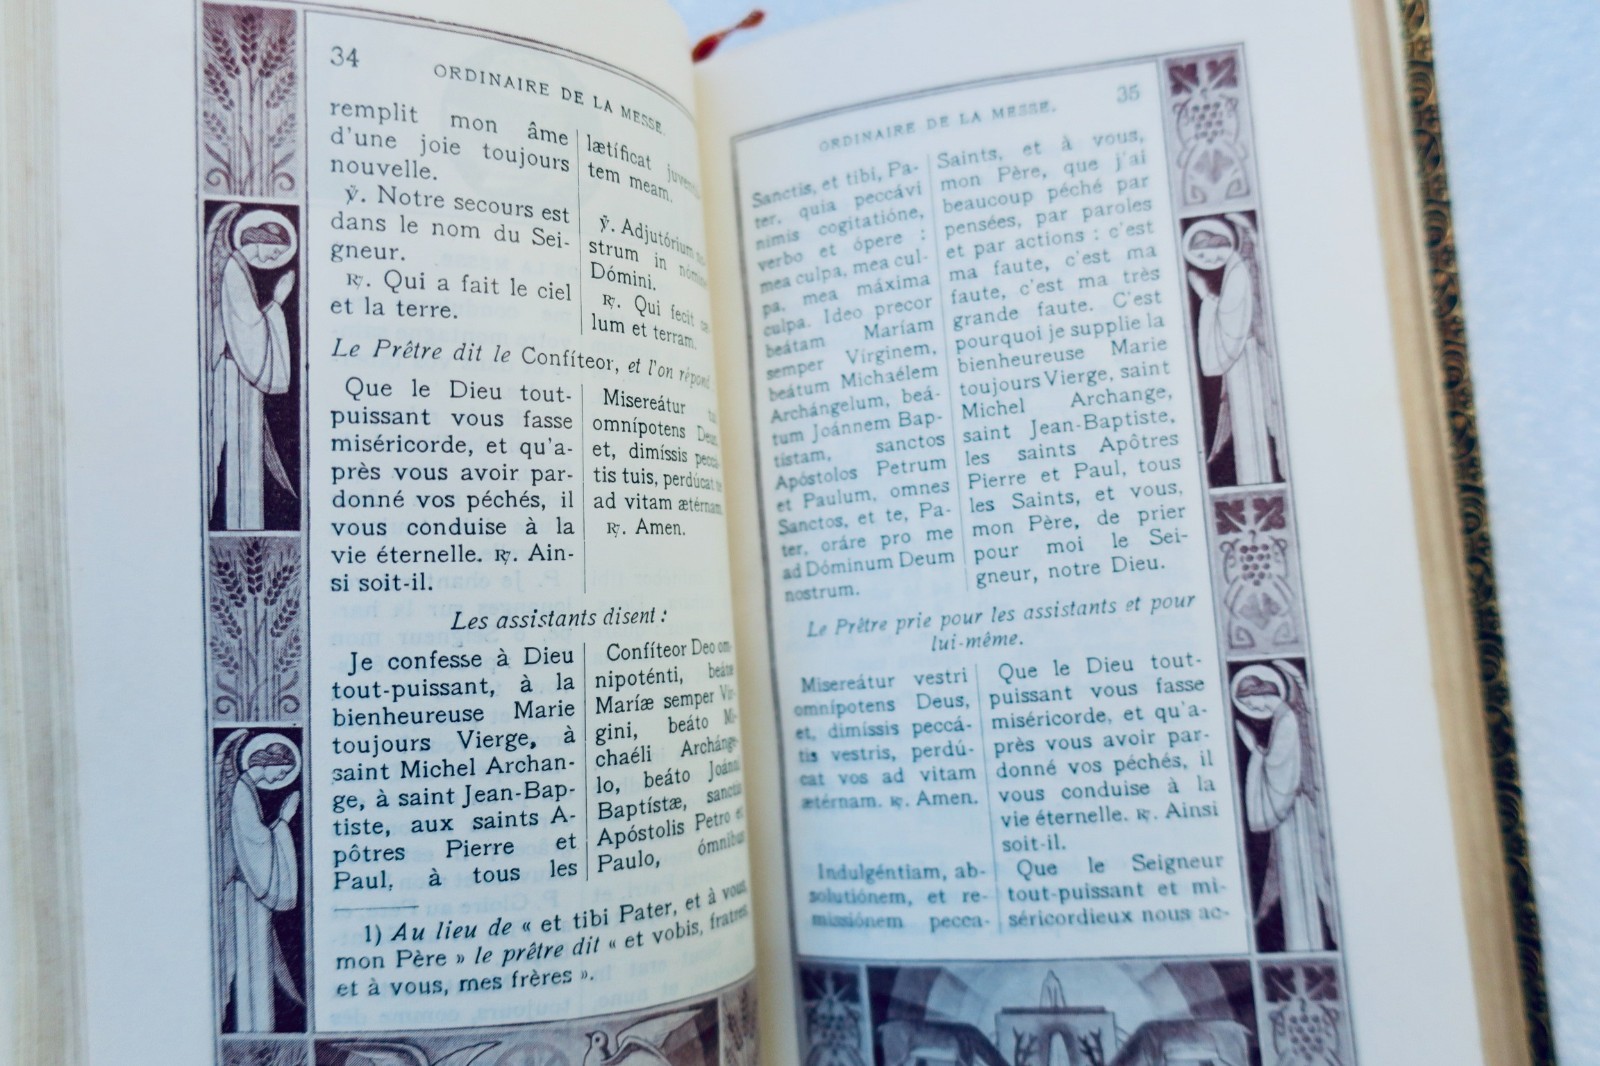 34
ORDINAIRE DE LA MESSE.
remplit mon âme
d'une joie toujours
nouvelle.
℣. Notre secours est
dans le nom du Sei-
gneur.
℟. Qui a fait le ciel
et la terre.
lætíficat
tem meam.
℣. Adjutórium
strum in nómine
Dómini.
℟. Qui fecit
lum et terram.
Le Prêtre dit le Confíteor, et l'on répond
Que le Dieu tout-
puissant vous fasse
miséricorde, et qu'a-
près vous avoir par-
donné vos péchés, il
vous conduise à la
vie éternelle. ℟. Ain-
si soit-il.
Misereátur
omnípotens Deus,
et, dimíssis peccá-
tis tuis, perdúcat te
ad vitam ætérnam
℟. Amen.
Les assistants disent :
Je confesse à Dieu
tout-puissant, à la
bienheureuse Marie
toujours Vierge, à
saint Michel Archan-
ge, à saint Jean-Bap-
tiste, aux saints A-
pôtres Pierre et
Paul, à tous les
Confíteor Deo om-
nipoténti, beátæ
Maríæ semper Vír-
gini, beáto Mi-
chaéli Archánge-
lo, beáto Joánni
Baptístæ, sanctis
Apóstolis Petro et
Paulo, ómnibus
1) Au lieu de « et tibi Pater, et à vous
mon Père » le prêtre dit « et vobis, fratres
et à vous, mes frères ».
35
ORDINAIRE DE LA MESSE.
Sanctis, et tibi, Pa-
ter, quia peccávi
nimis cogitatióne,
verbo et ópere :
mea culpa, mea cul-
pa, mea máxima
culpa. Ideo precor
beátam Maríam
semper Vírginem,
beátum Michaélem
Archángelum, beá-
tum Joánnem Bap-
tístam, sanctos
Apóstolos Petrum
et Paulum, omnes
Sanctos, et te, Pa-
ter, oráre pro me
ad Dóminum Deum
nostrum.
Saints, et à vous,
mon Père, que j'ai
beaucoup péché par
pensées, par paroles
et par actions : c'est
ma faute, c'est ma
faute, c'est ma très
grande faute. C'est
pourquoi je supplie la
bienheureuse Marie
toujours Vierge, saint
Michel Archange,
saint Jean-Baptiste,
les saints Apôtres
Pierre et Paul, tous
les Saints, et vous,
mon Père, de prier
pour moi le Sei-
gneur, notre Dieu.
Le Prêtre prie pour les assistants et pour
lui-même.
Misereátur vestri
omnípotens Deus,
et, dimíssis peccá-
tis vestris, perdú-
cat vos ad vitam
ætérnam. ℟. Amen.
Indulgéntiam, ab-
solutiónem, et re-
missiónem pecca-
Que le Dieu tout-
puissant vous fasse
miséricorde, et qu'a-
près vous avoir par-
donné vos péchés, il
vous conduise à la
vie éternelle. ℟. Ainsi
soit-il.
Que le Seigneur
tout-puissant et mi-
séricordieux nous ac-